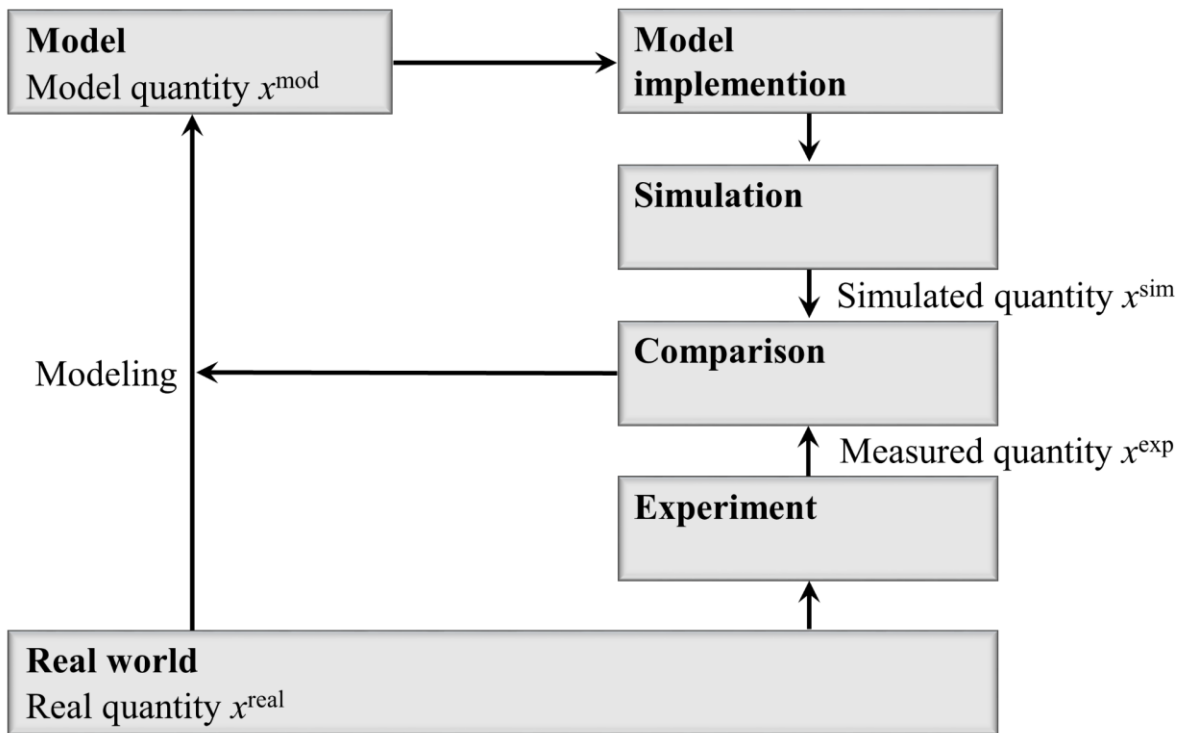 Model
Model quantity x^mod
Model
implemention
Simulation
Simulated quantity x^sim
Comparison
Modeling
Measured quantity x^exp
Experiment
Real world
Real quantity x^real